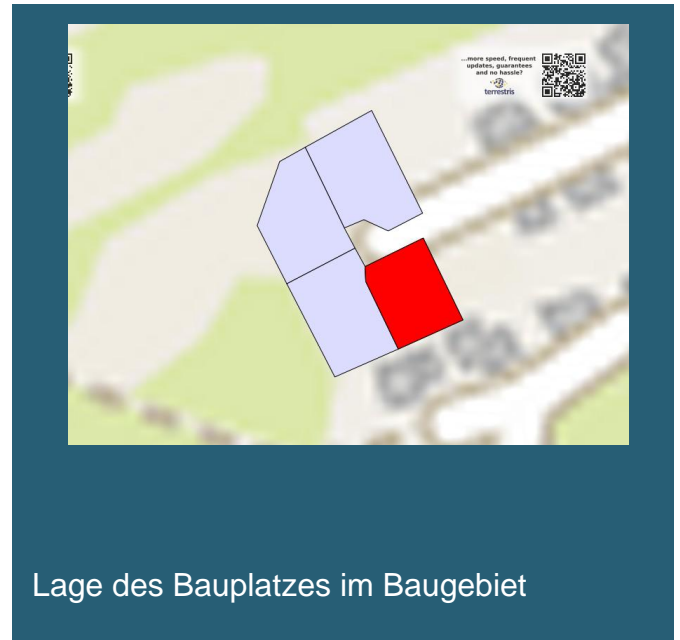 ...more speed, frequent
updates, guarantees
and no hassle?
terrestris
Lage des Bauplatzes im Baugebiet